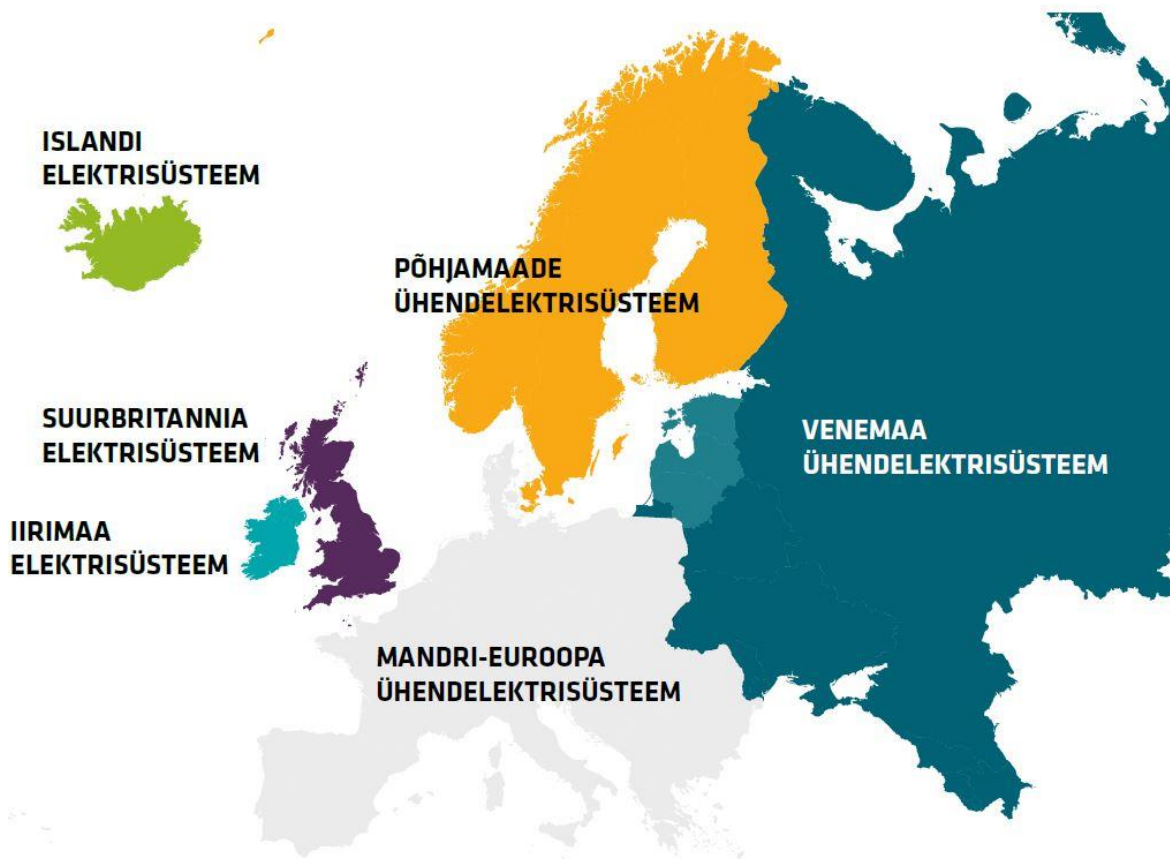 ISLANDI
ELEKTRISÜSTEEM
PÕHJAMAADE
ÜHENDELEKTRISÜSTEEM
SUURBRITANNIA
ELEKTRISÜSTEEM
VENEMAA
ÜHENDELEKTRISÜSTEEM
IIRIMAA
ELEKTRISÜSTEEM
MANDRI-EUROOPA
ÜHENDELEKTRISÜSTEEM